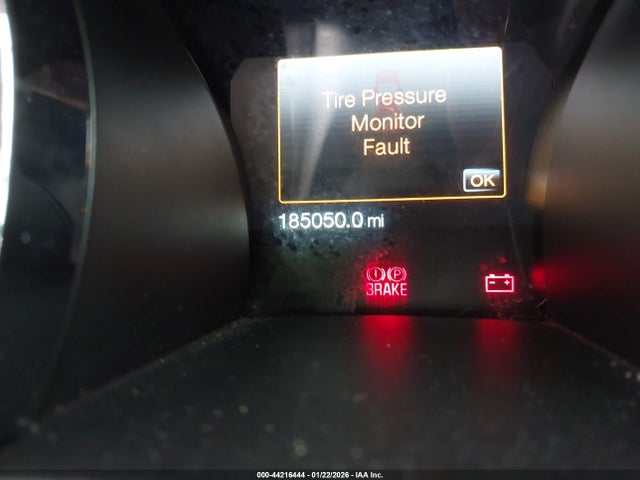 Tire Pressure
Monitor
Fault
OK
185050.0 mi
(!) (P)
BRAKE
000-44216444 - 01/22/2026 - IAA Inc.